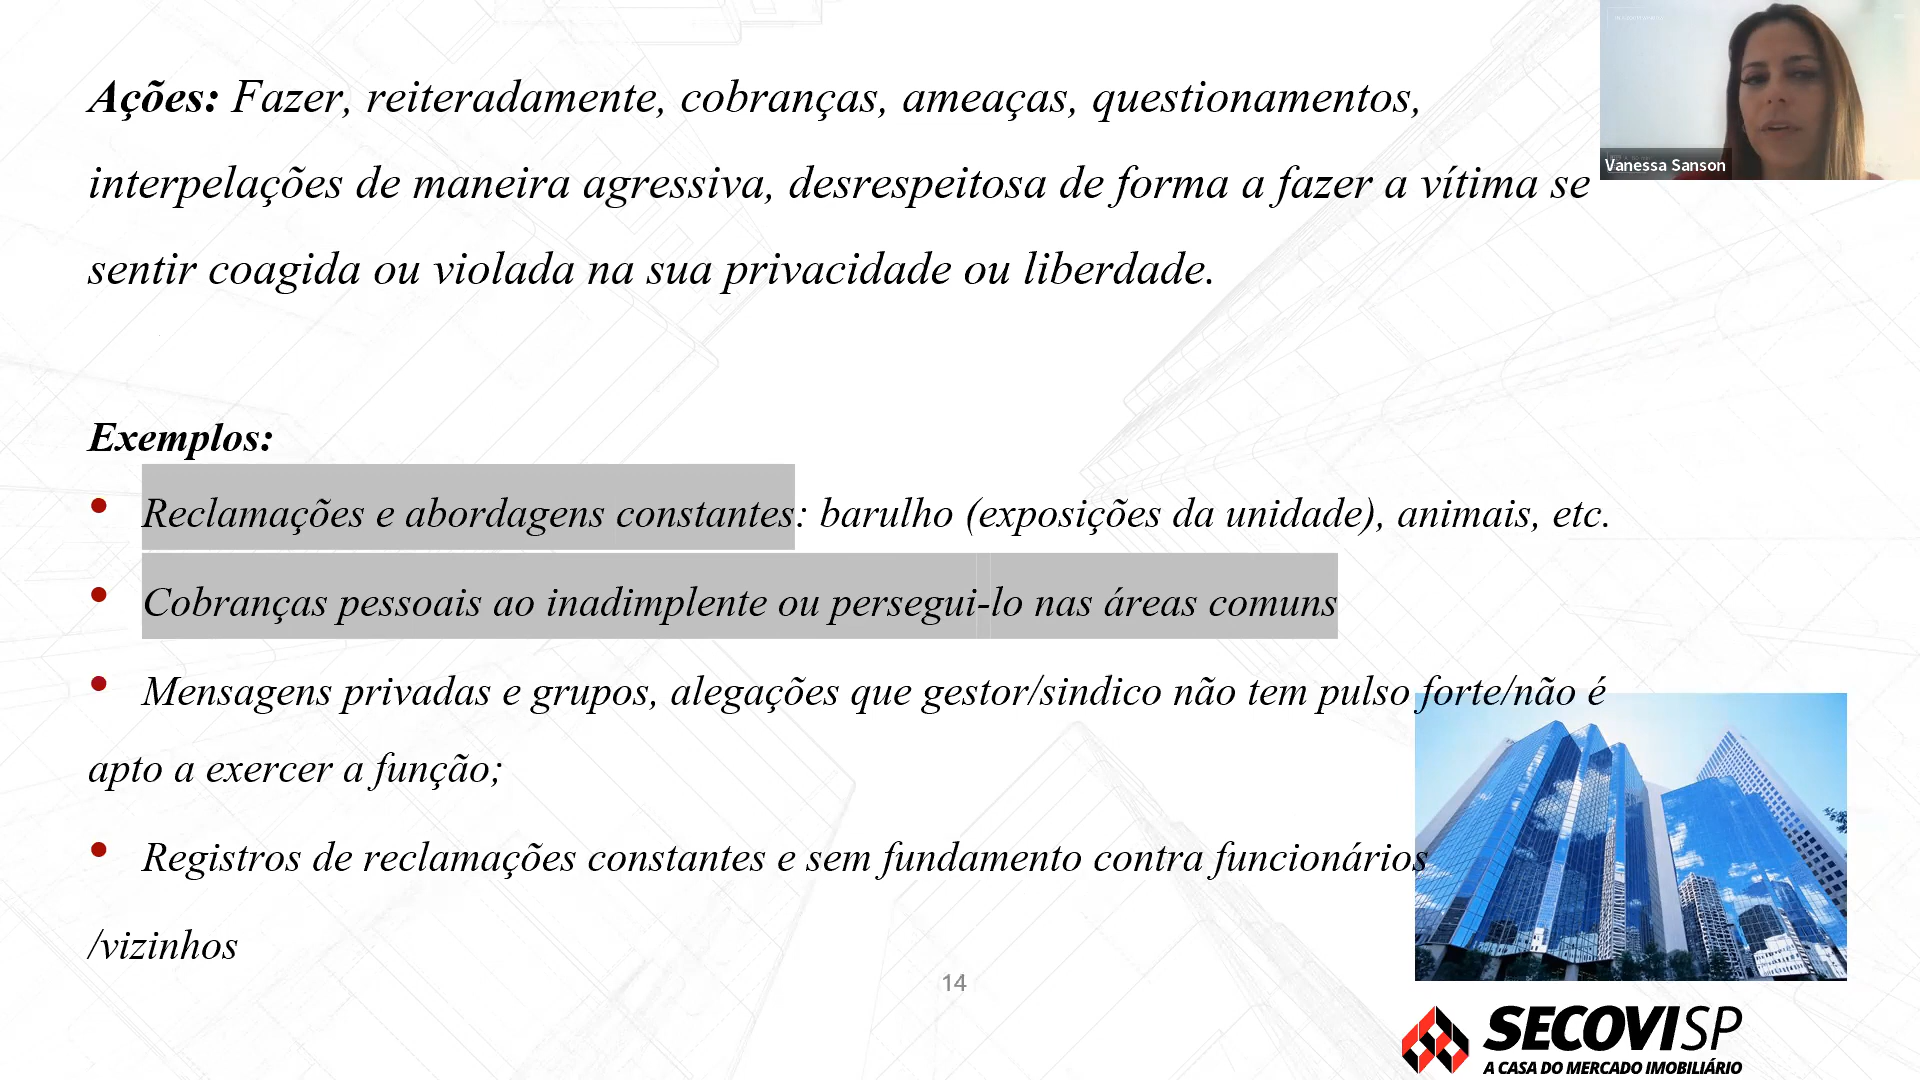 Ações: Fazer, reiteradamente, cobranças, ameaças, questionamentos,
interpelações de maneira agressiva, desrespeitosa de forma a fazer a vítima se
sentir coagida ou violada na sua privacidade ou liberdade.
Vanessa Sanson
Exemplos:
• Reclamações e abordagens constantes: barulho (exposições da unidade), animais, etc.
• Cobranças pessoais ao inadimplente ou persegui-lo nas áreas comuns
• Mensagens privadas e grupos, alegações que gestor/sindico não tem pulso forte/não é
apto a exercer a função;
• Registros de reclamações constantes e sem fundamento contra funcionários
/vizinhos
14
SECOVI SP
A CASA DO MERCADO IMOBILIÁRIO